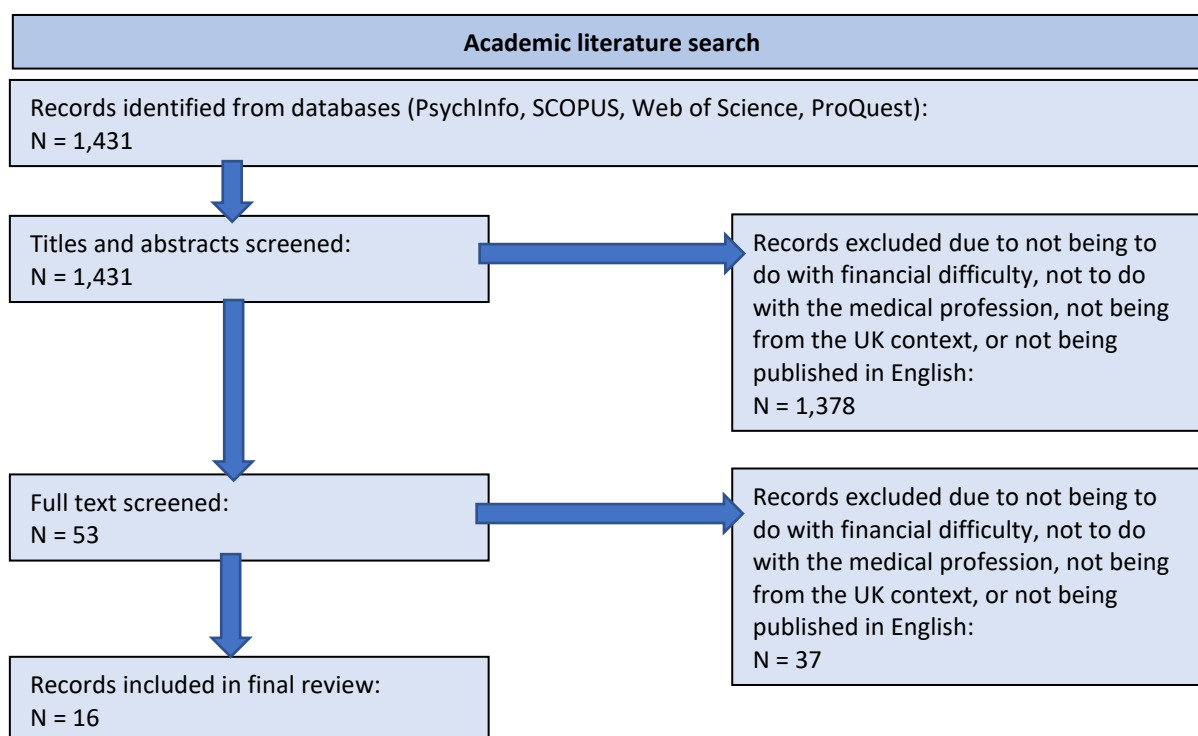 Academic literature search
Records identified from databases (PsychInfo, SCOPUS, Web of Science, ProQuest):
N = 1,431
Titles and abstracts screened:
N = 1,431
Records excluded due to not being to
do with financial difficulty, not to do
with the medical profession, not being
from the UK context, or not being
published in English:
N = 1,378
Full text screened:
N = 53
Records excluded due to not being to
do with financial difficulty, not to do
with the medical profession, not being
from the UK context, or not being
published in English:
N = 37
Records included in final review:
N = 16